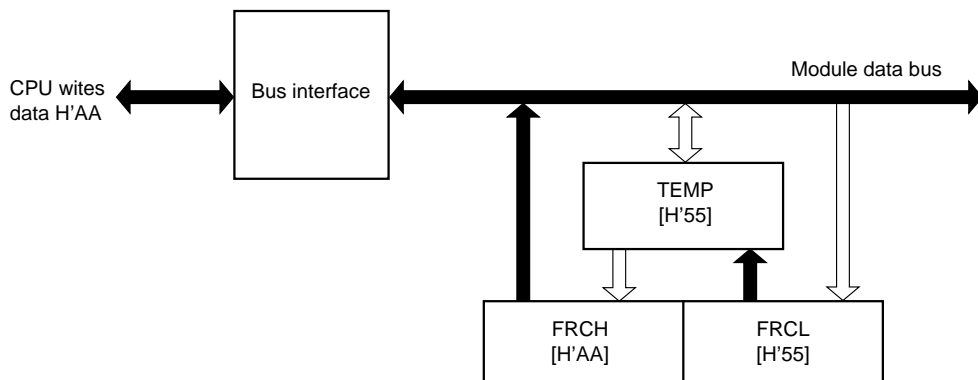 CPU wites
data H'AA
Bus interface
Module data bus
TEMP
[H'55]
FRCH
[H'AA]
FRCL
[H'55]